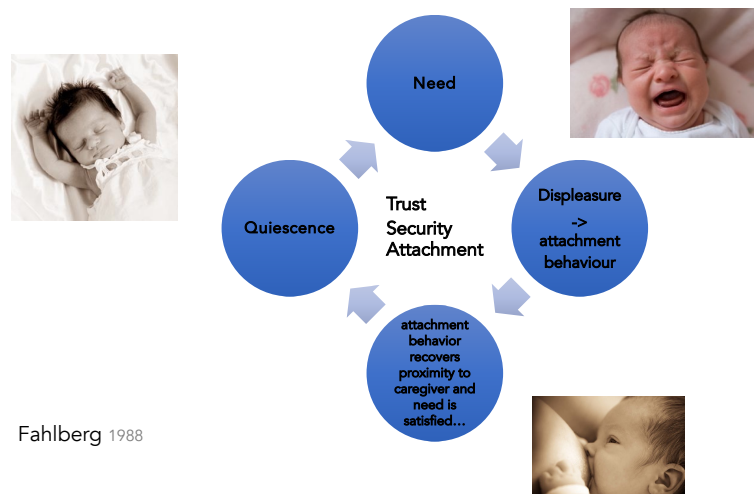 Need
Displeasure
->
attachment
behaviour
attachment
behavior
recovers
proximity to
caregiver and
need is
satisfied…
Quiescence
Trust
Security
Attachment
Fahlberg 1988